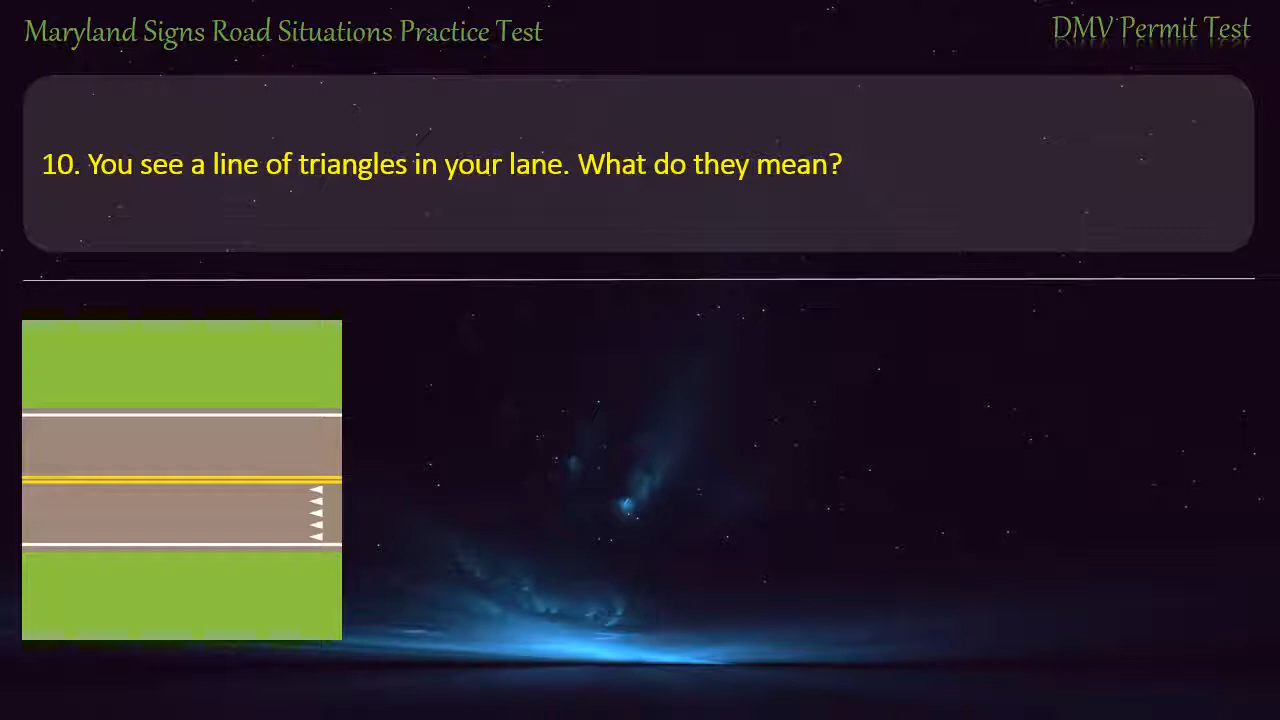 Maryland Signs Road Situations Practice Test
DMV Permit Test
10. You see a line of triangles in your lane. What do they mean?